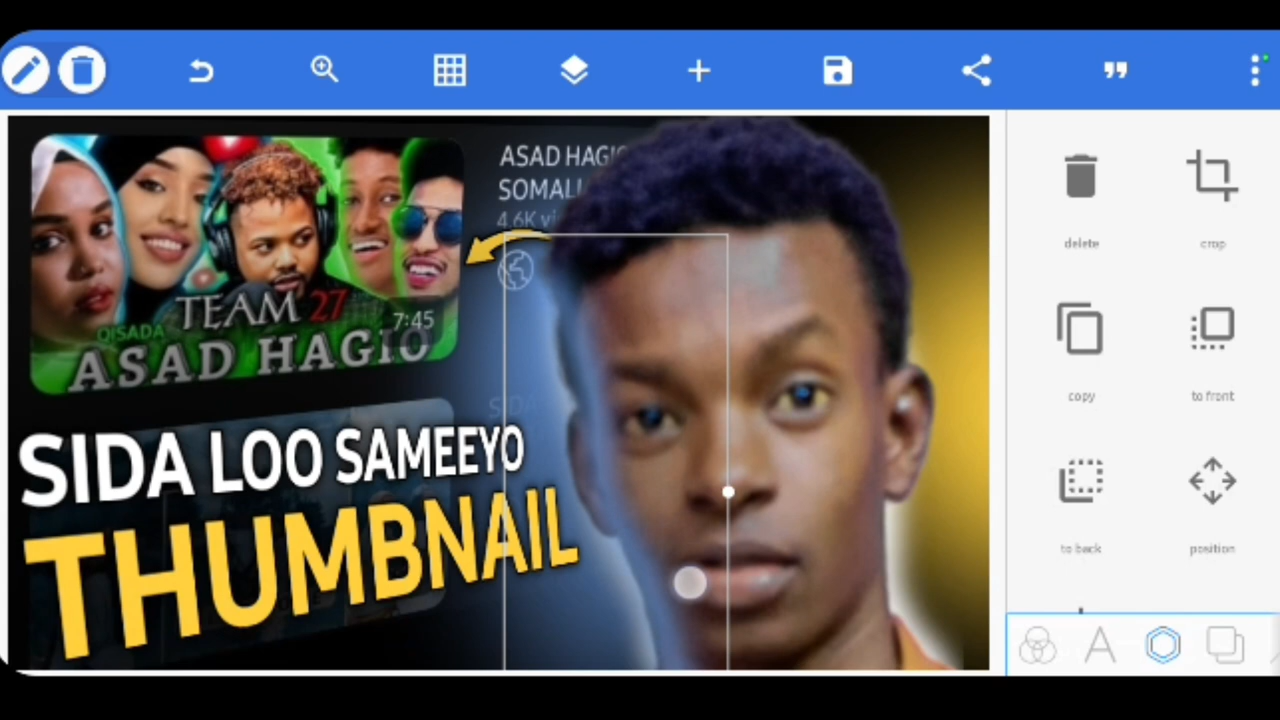 ASAD HAGIO
SOMALI
4.6K vi
TEAM 27
7:45
QISADA
ASAD HAGIO
SIDA LOO SAMEEYO
THUMBNAIL
delete
crop
copy
to front
to back
position
A